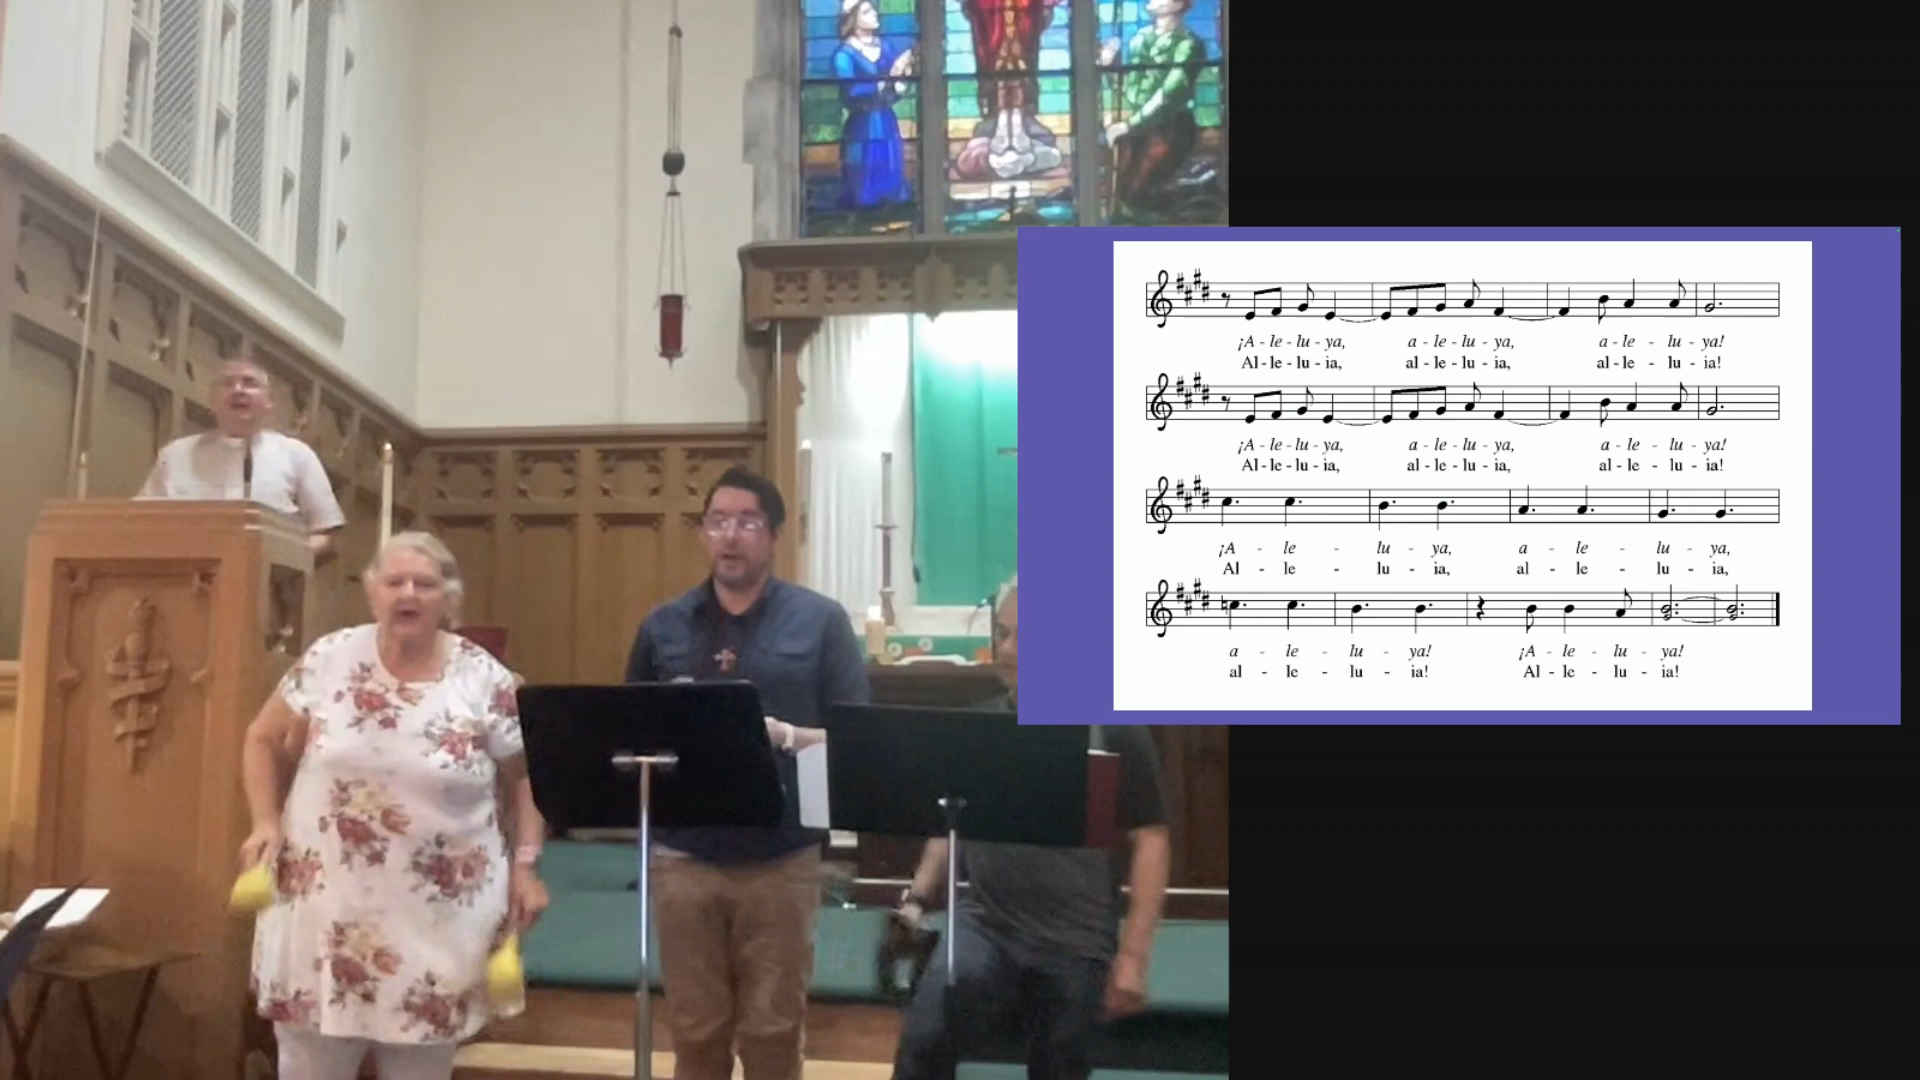 ¡A - le - lu - ya, a - le - lu - ya, a - le - lu - ya!
Al - le - lu - ia, al - le - lu - ia, al - le - lu - ia!
¡A - le - lu - ya, a - le - lu - ya, a - le - lu - ya!
Al - le - lu - ia, al - le - lu - ia, al - le - lu - ia!
¡A - le - lu - ya, a - le - lu - ya,
Al - le - lu - ia, al - le - lu - ia,
a - le - lu - ya! ¡A - le - lu - ya!
al - le - lu - ia! Al - le - lu - ia!